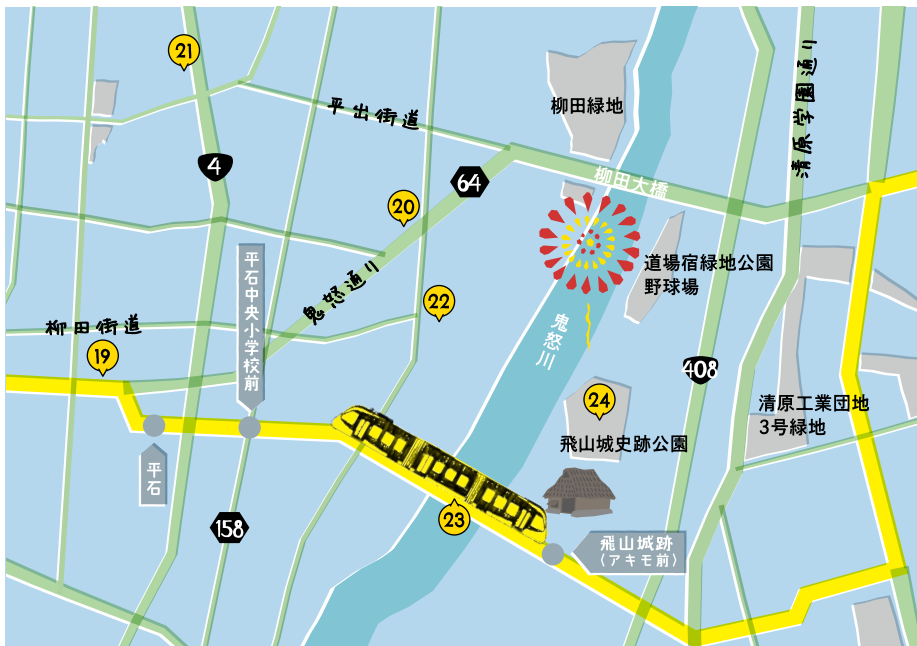 21
柳田緑地
平出街道
清原学園通り
4
64
柳田大橋
20
道場宿緑地公園
野球場
平石中央小学校前
鬼怒通り
22
柳田街道
19
鬼怒川
408
24
清原工業団地
3号緑地
飛山城史跡公園
平石
23
158
飛山城跡
(アキモ前)